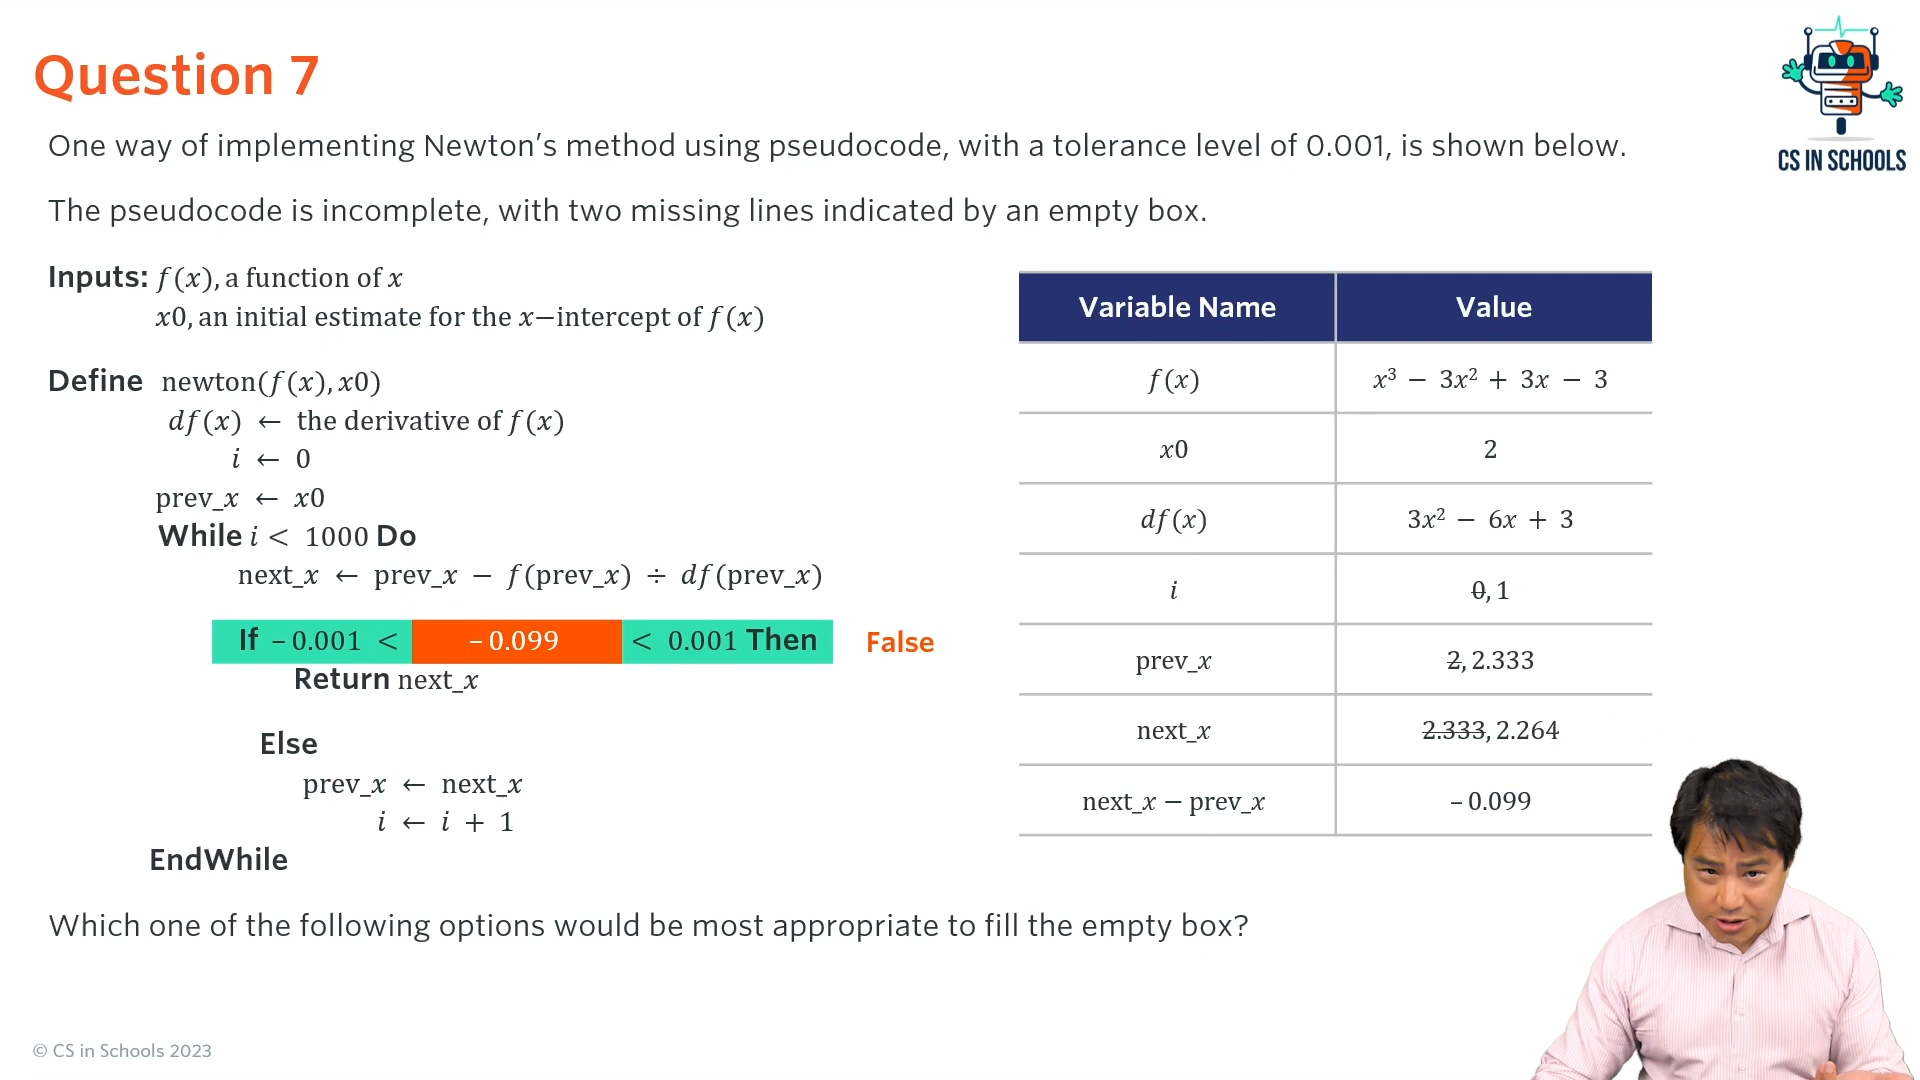 Question 7
CS IN SCHOOLS
One way of implementing Newton’s method using pseudocode, with a tolerance level of 0.001, is shown below.
The pseudocode is incomplete, with two missing lines indicated by an empty box.
Inputs: f(x), a function of x
x0, an initial estimate for the x−intercept of f(x)
Define newton(f(x), x0)
df(x) ← the derivative of f(x)
i ← 0
prev_x ← x0
While i < 1000 Do
next_x ← prev_x − f(prev_x) ÷ df(prev_x)
If −0.001 < −0.099 < 0.001 Then False
Return next_x
Else
prev_x ← next_x
i ← i + 1
EndWhile
Variable Name Value
f(x) x³ − 3x² + 3x − 3
x0 2
df(x) 3x² − 6x + 3
i 0, 1
prev_x 2, 2.333
next_x 2.333, 2.264
next_x − prev_x −0.099
Which one of the following options would be most appropriate to fill the empty box?
© CS in Schools 2023